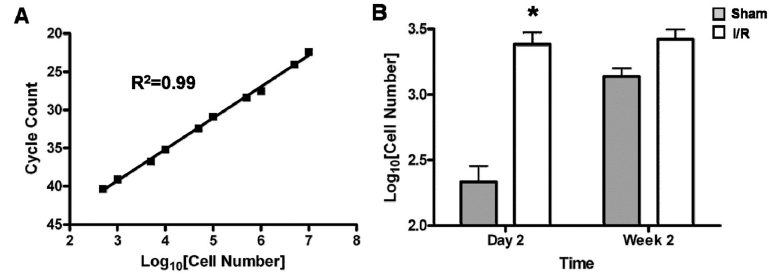 A
20
25
30
35
40
45
Cycle Count
R²=0.99
2 3 4 5 6 7 8
Log₁₀[Cell Number]
B
Sham
I/R
*
3.5
3.0
2.5
2.0
Log₁₀[Cell Number]
Day 2 Week 2
Time